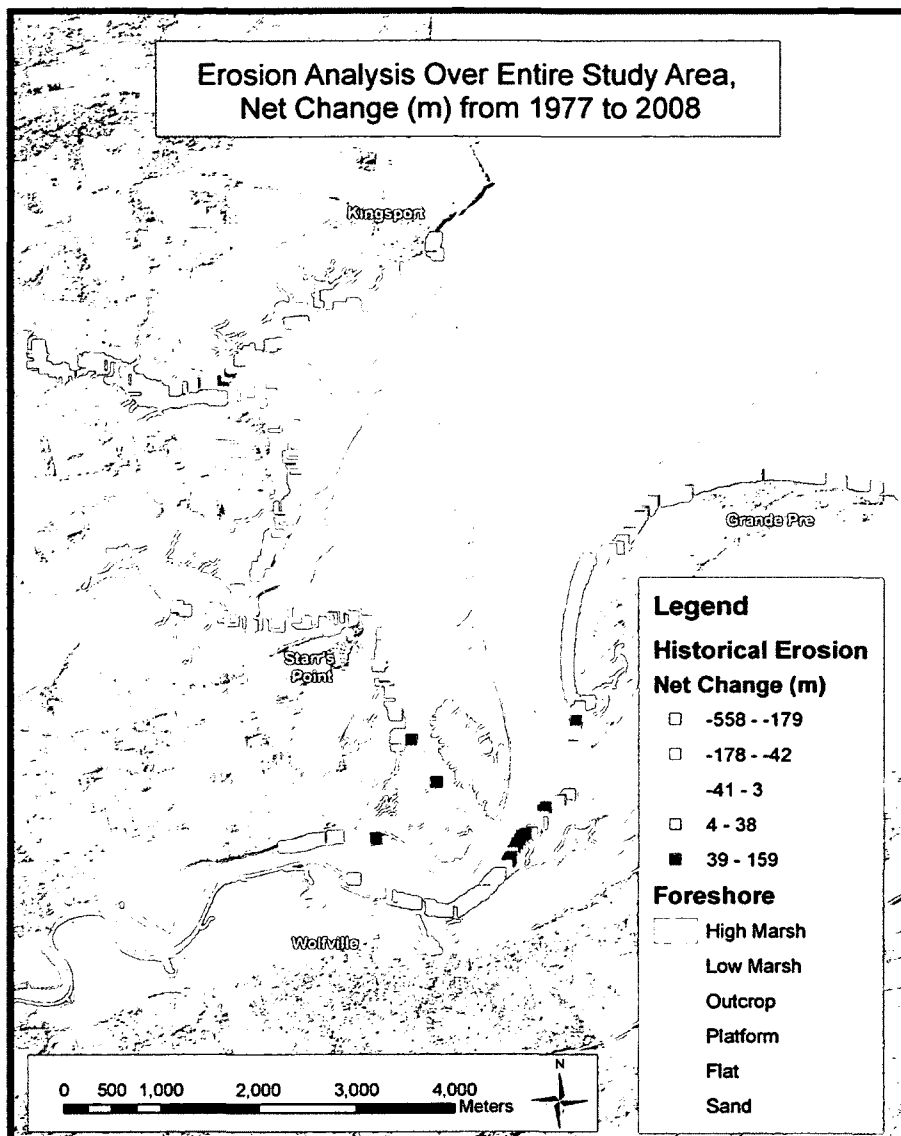 Erosion Analysis Over Entire Study Area,
Net Change (m) from 1977 to 2008
Kingsport
Grande Pre
Starr's
Point
Wolfville
Legend
Historical Erosion
Net Change (m)
-558 - -179
-178 - -42
-41 - 3
4 - 38
39 - 159
Foreshore
High Marsh
Low Marsh
Outcrop
Platform
Flat
Sand
N
0 500 1,000 2,000 3,000 4,000
Meters